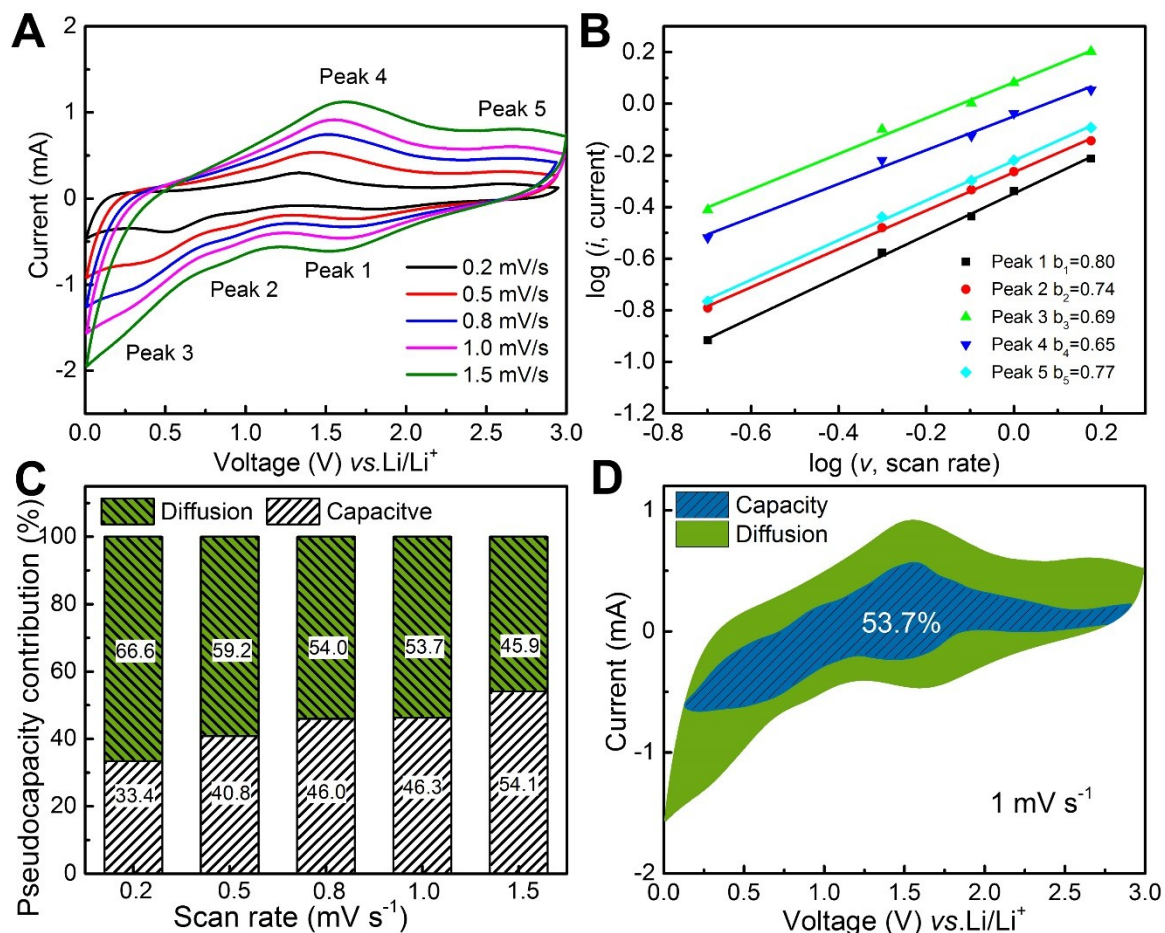 A
Current (mA)
2
1
0
-1
-2
Peak 4
Peak 5
Peak 1
Peak 2
Peak 3
0.2 mV/s
0.5 mV/s
0.8 mV/s
1.0 mV/s
1.5 mV/s
0.0 0.5 1.0 1.5 2.0 2.5 3.0
Voltage (V) vs.Li/Li⁺
B
log (i, current)
0.2
0.0
-0.2
-0.4
-0.6
-0.8
-1.0
-1.2
Peak 1 b₁=0.80
Peak 2 b₂=0.74
Peak 3 b₃=0.69
Peak 4 b₄=0.65
Peak 5 b₅=0.77
-0.8 -0.6 -0.4 -0.2 0.0 0.2
log (v, scan rate)
C
Pseudocapacity contribution (%)
Diffusion Capacitve
100
80
60
40
20
0
66.6 59.2 54.0 53.7 45.9
33.4 40.8 46.0 46.3 54.1
0.2 0.5 0.8 1.0 1.5
Scan rate (mV s⁻¹)
D
Current (mA)
Capacity
Diffusion
1
0
-1
-2
53.7%
1 mV s⁻¹
0.0 0.5 1.0 1.5 2.0 2.5 3.0
Voltage (V) vs.Li/Li⁺